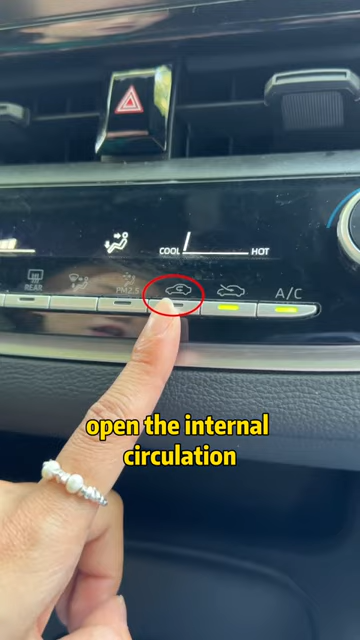 COOL HOT
REAR PM2.5 A/C
open the internal
circulation